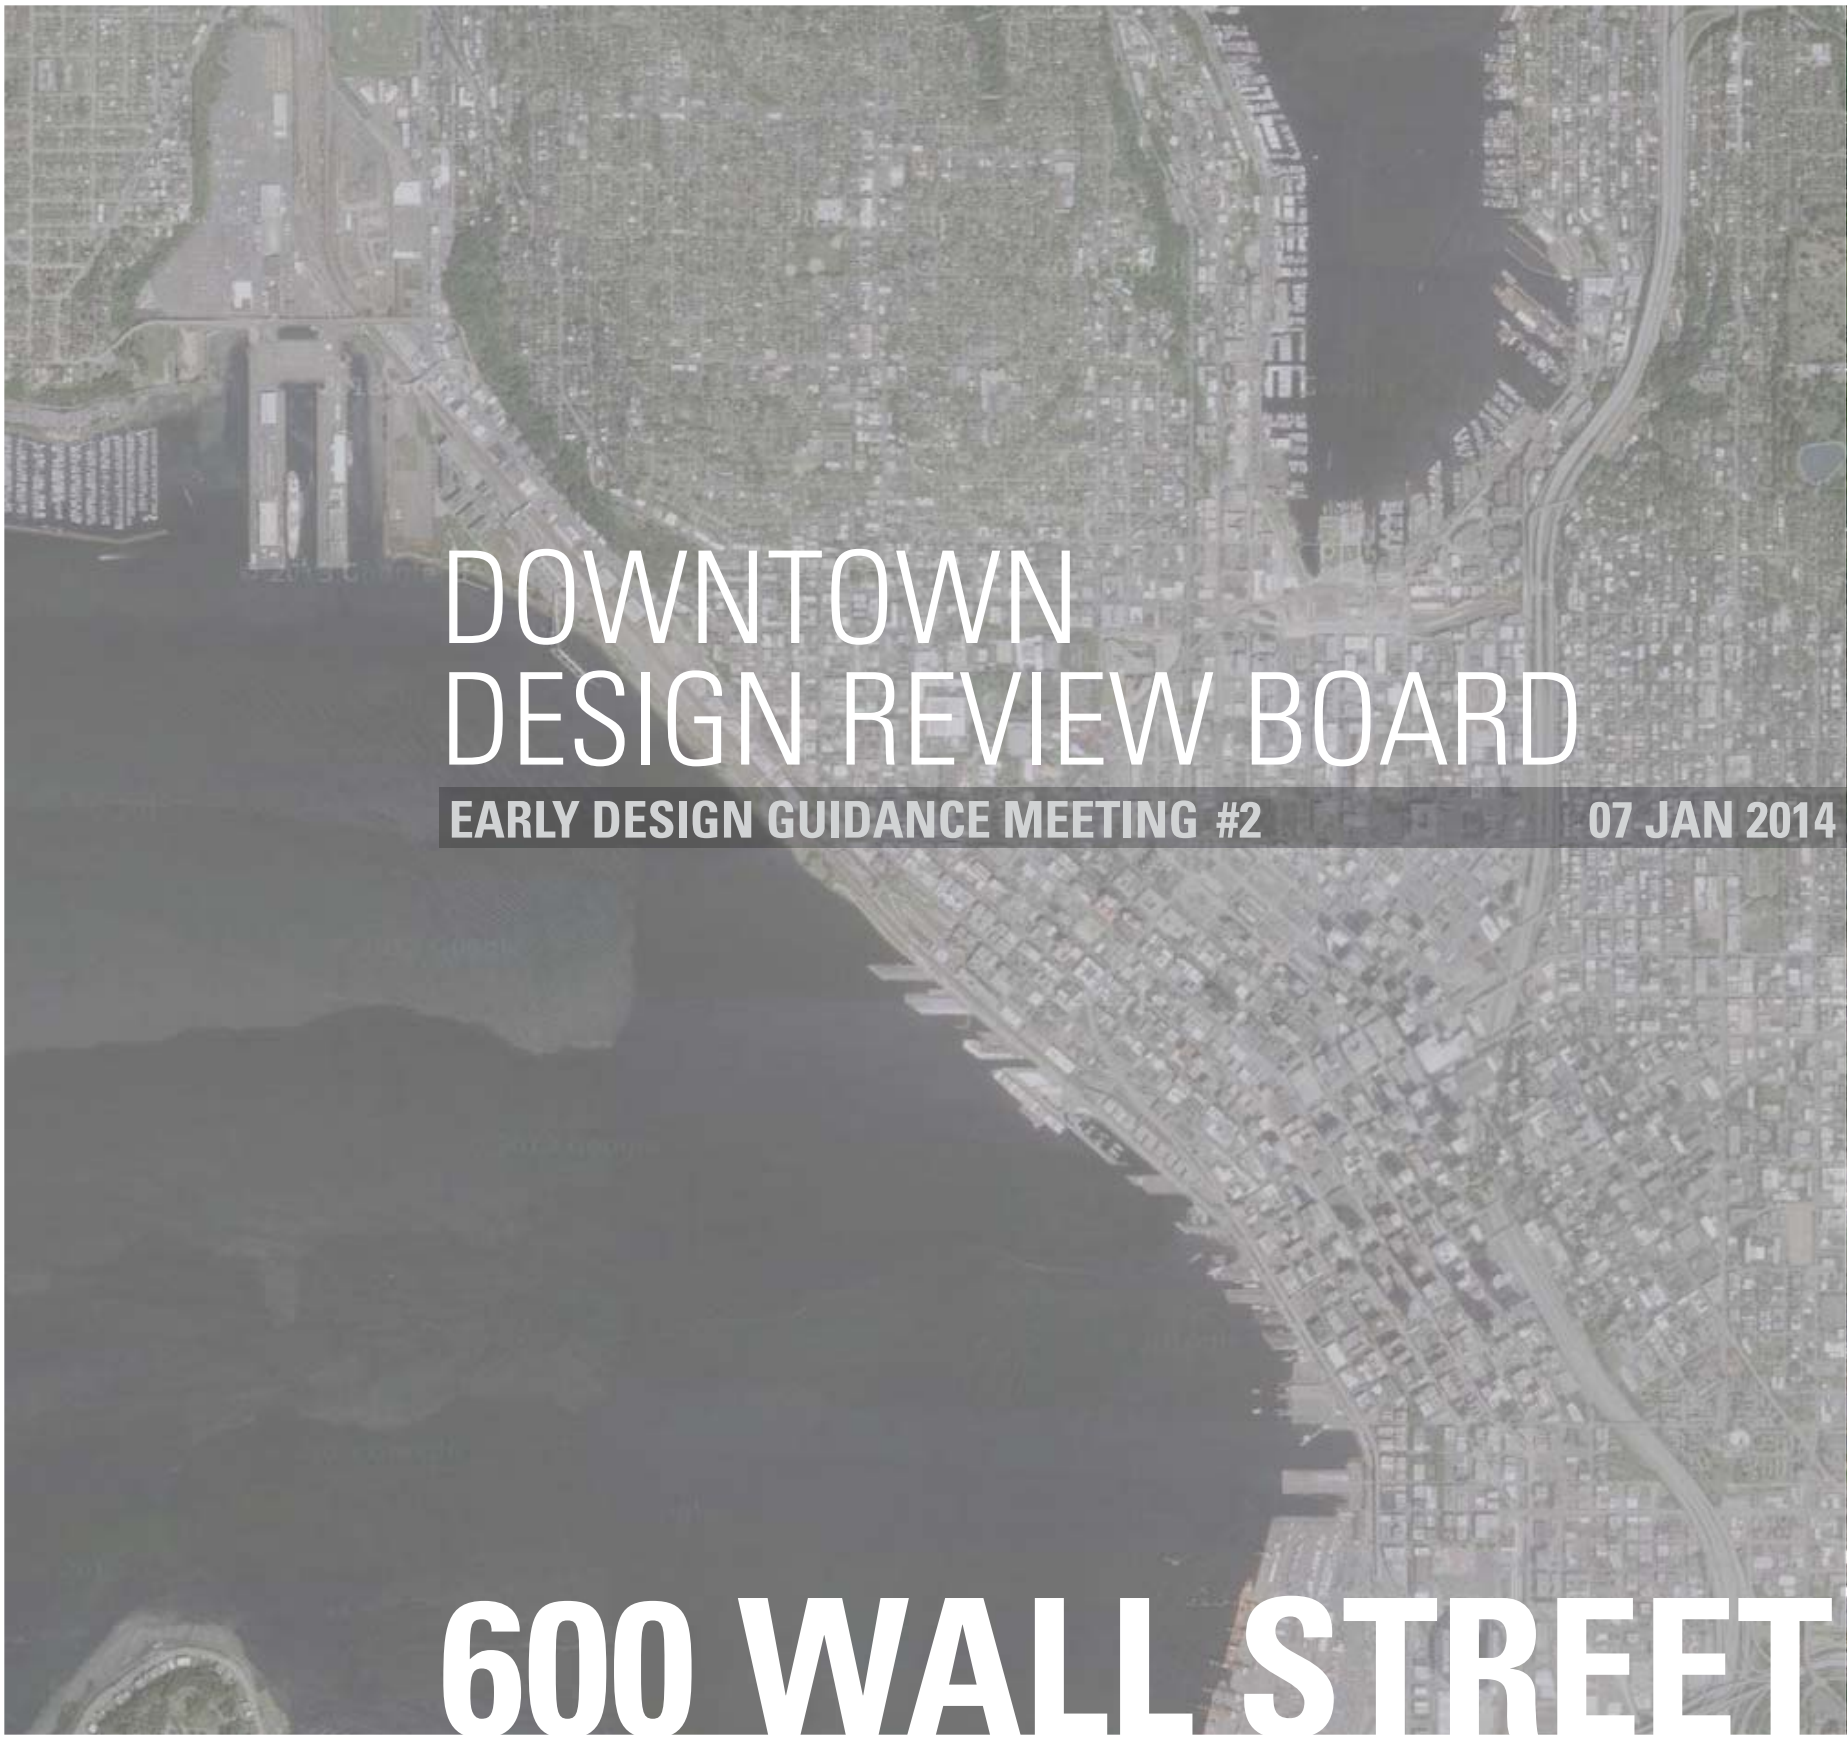 DOWNTOWN
DESIGN REVIEW BOARD
EARLY DESIGN GUIDANCE MEETING #2 07 JAN 2014
600 WALL STREET